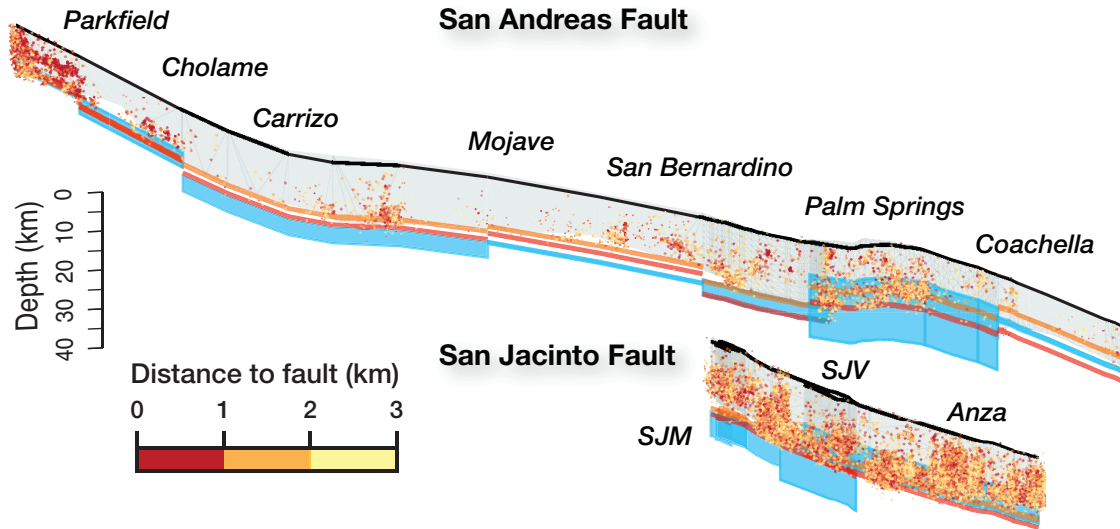 San Andreas Fault
Parkfield
Cholame
Carrizo
Mojave
San Bernardino
Palm Springs
Coachella
Depth (km)
0
10
20
30
40
San Jacinto Fault
SJV
Anza
SJM
Distance to fault (km)
0 1 2 3